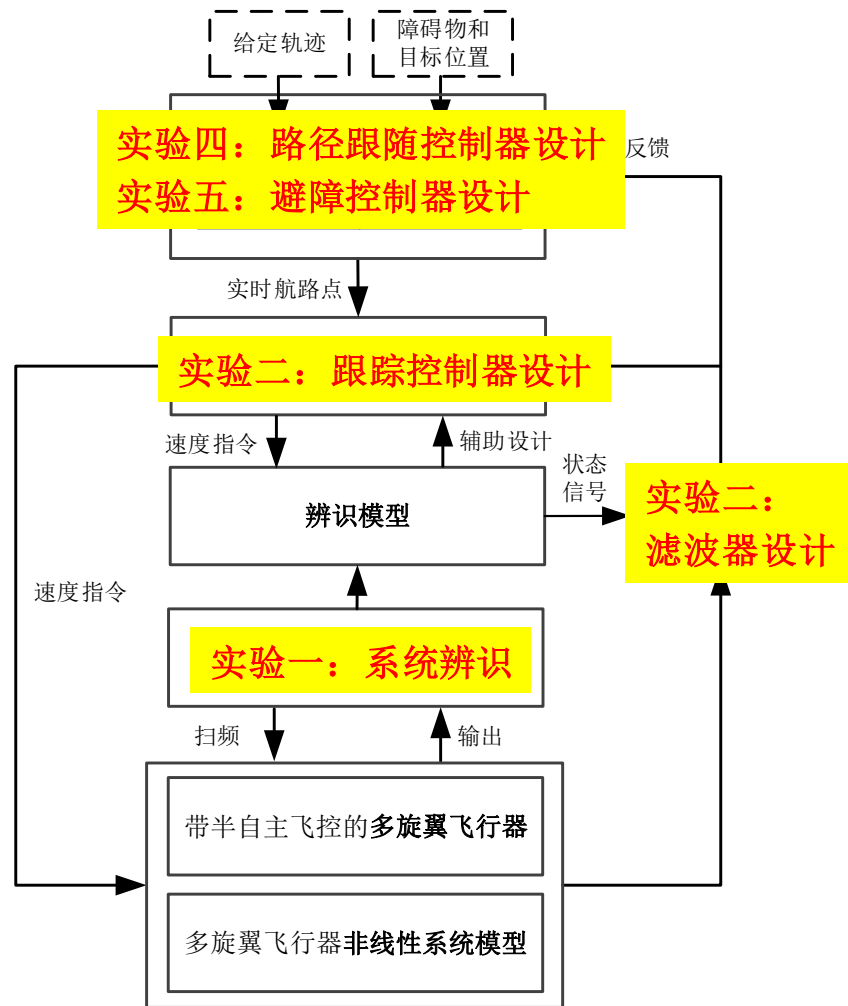 给定轨迹
障碍物和
目标位置
实验四：路径跟随控制器设计
实验五：避障控制器设计
反馈
实时航路点
实验二：跟踪控制器设计
速度指令
辅助设计
状态
信号
辨识模型
实验二：
滤波器设计
速度指令
实验一：系统辨识
扫频
输出
带半自主飞控的多旋翼飞行器
多旋翼飞行器非线性系统模型